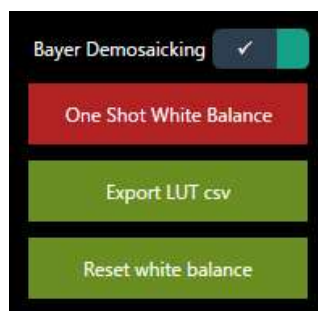 Bayer Demosaicking ✓
One Shot White Balance
Export LUT csv
Reset white balance